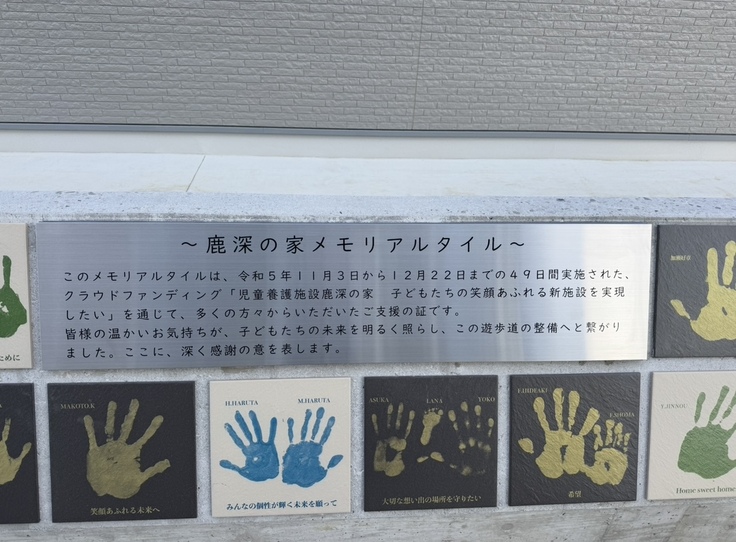 ～鹿深の家メモリアルタイル～
このメモリアルタイルは、令和５年１１月３日から１２月２２日までの４９日間実施された、
クラウドファンディング「児童養護施設鹿深の家　子どもたちの笑顔あふれる新施設を実現
したい」を通じて、多くの方々からいただいたご支援の証です。
皆様の温かいお気持ちが、子どもたちの未来を明るく照らし、この遊歩道の整備へと繋がり
ました。ここに、深く感謝の意を表します。
ために
MAKOTO.K
笑顔あふれる未来へ
H.HARUTA M.HARUTA
みんなの個性が輝く未来を願って
ASUKA LANA YOKO
大切な想い出の場所を守りたい
希望
Y.JINNOU
Home sweet home